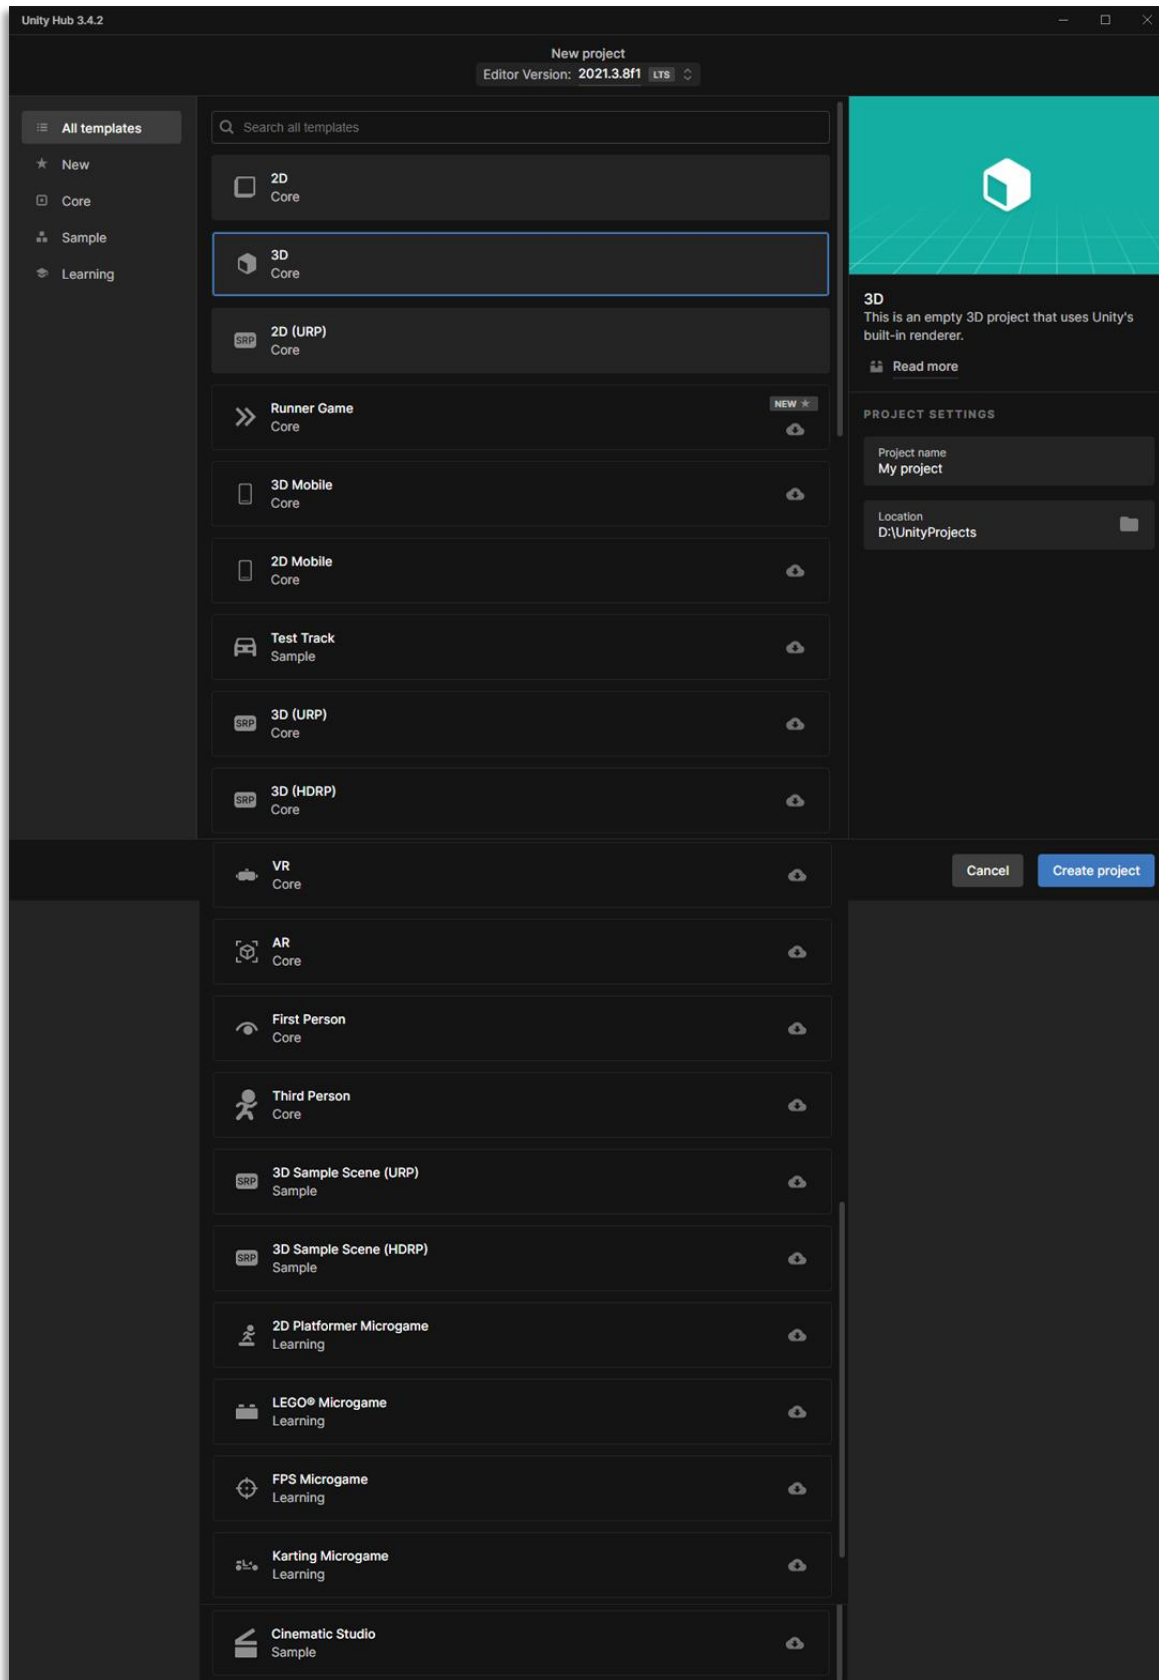 Unity Hub 3.4.2
New project
Editor Version: 2021.3.8f1 LTS
All templates
New
Core
Sample
Learning
Search all templates
2D
Core
3D
Core
SRP
2D (URP)
Core
Runner Game
Core
NEW
3D Mobile
Core
2D Mobile
Core
Test Track
Sample
SRP
3D (URP)
Core
SRP
3D (HDRP)
Core
VR
Core
AR
Core
First Person
Core
Third Person
Core
SRP
3D Sample Scene (URP)
Sample
SRP
3D Sample Scene (HDRP)
Sample
2D Platformer Microgame
Learning
LEGO® Microgame
Learning
FPS Microgame
Learning
Karting Microgame
Learning
Cinematic Studio
Sample
3D
This is an empty 3D project that uses Unity's
built-in renderer.
Read more
PROJECT SETTINGS
Project name
My project
Location
D:\UnityProjects
Cancel
Create project